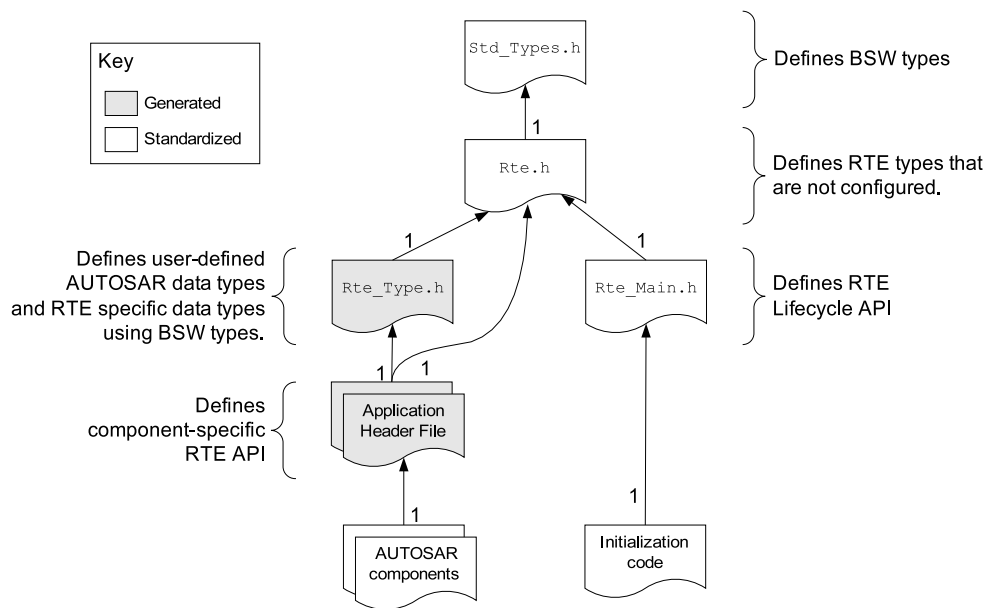 Key
Generated
Standardized
Std_Types.h
Defines BSW types
1
Rte.h
Defines RTE types that
are not configured.
1
1
Defines user-defined
AUTOSAR data types
and RTE specific data types
using BSW types.
Rte_Type.h
Rte_Main.h
Defines RTE
Lifecycle API
1
1
Defines
component-specific
RTE API
Application
Header File
1
1
AUTOSAR
components
Initialization
code